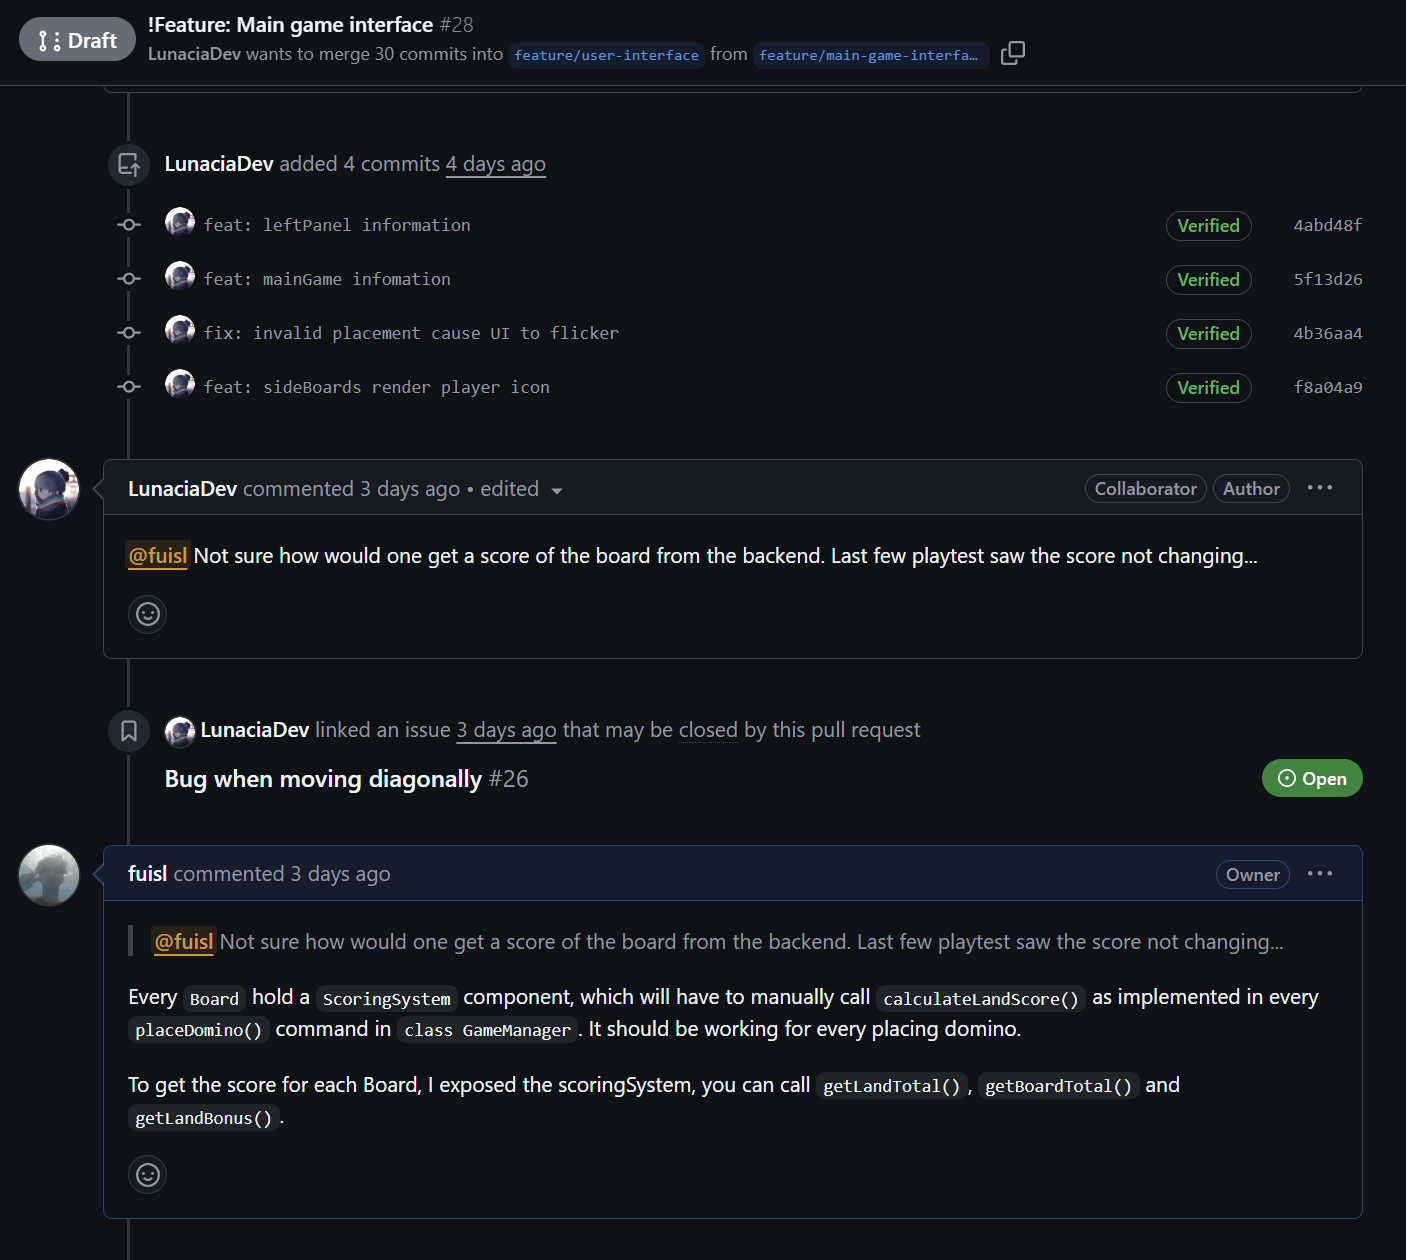 Draft
!Feature: Main game interface #28
LunaciaDev wants to merge 30 commits into feature/user-interface from feature/main-game-interfa…
LunaciaDev added 4 commits 4 days ago
feat: leftPanel information Verified 4abd48f
feat: mainGame infomation Verified 5f13d26
fix: invalid placement cause UI to flicker Verified 4b36aa4
feat: sideBoards render player icon Verified f8a04a9
LunaciaDev commented 3 days ago • edited Collaborator Author
@fuisl Not sure how would one get a score of the board from the backend. Last few playtest saw the score not changing...
LunaciaDev linked an issue 3 days ago that may be closed by this pull request
Bug when moving diagonally #26 Open
fuisl commented 3 days ago Owner
@fuisl Not sure how would one get a score of the board from the backend. Last few playtest saw the score not changing...
Every Board hold a ScoringSystem component, which will have to manually call calculateLandScore() as implemented in every
placeDomino() command in class GameManager. It should be working for every placing domino.
To get the score for each Board, I exposed the scoringSystem, you can call getLandTotal(), getBoardTotal() and
getLandBonus().